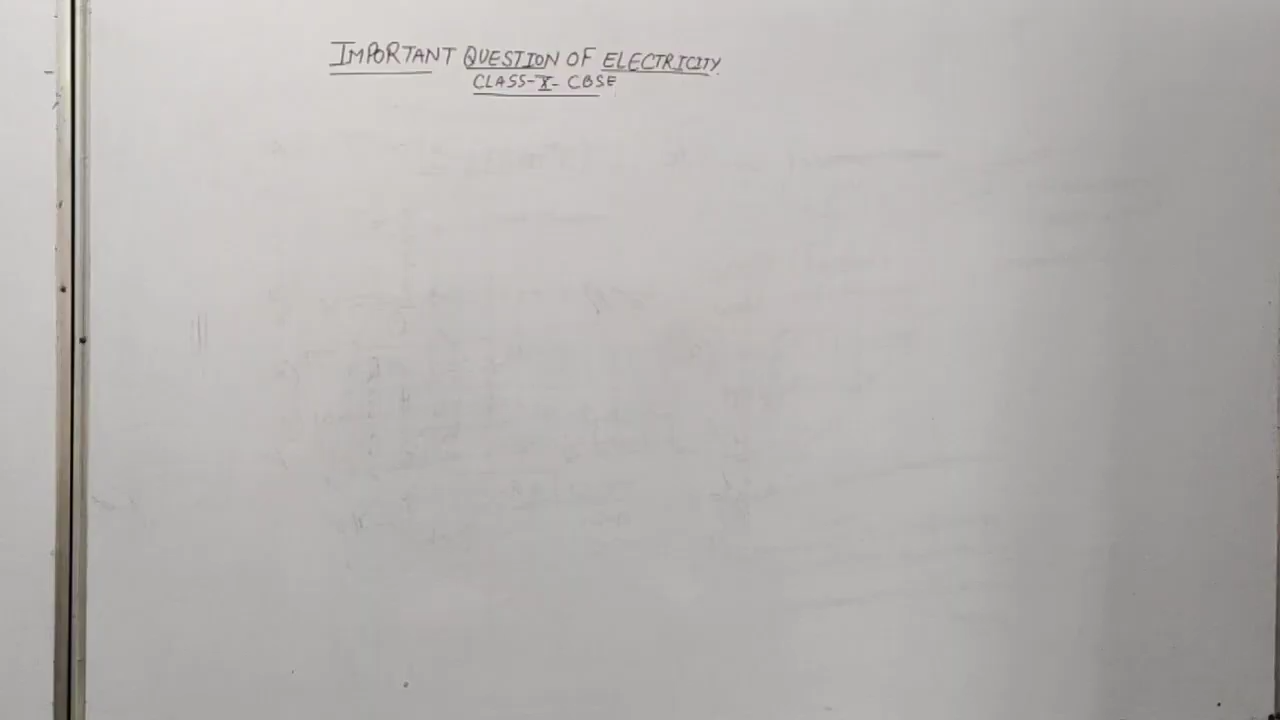 IMPORTANT QUESTION OF ELECTRICITY.
CLASS-X- CBSE